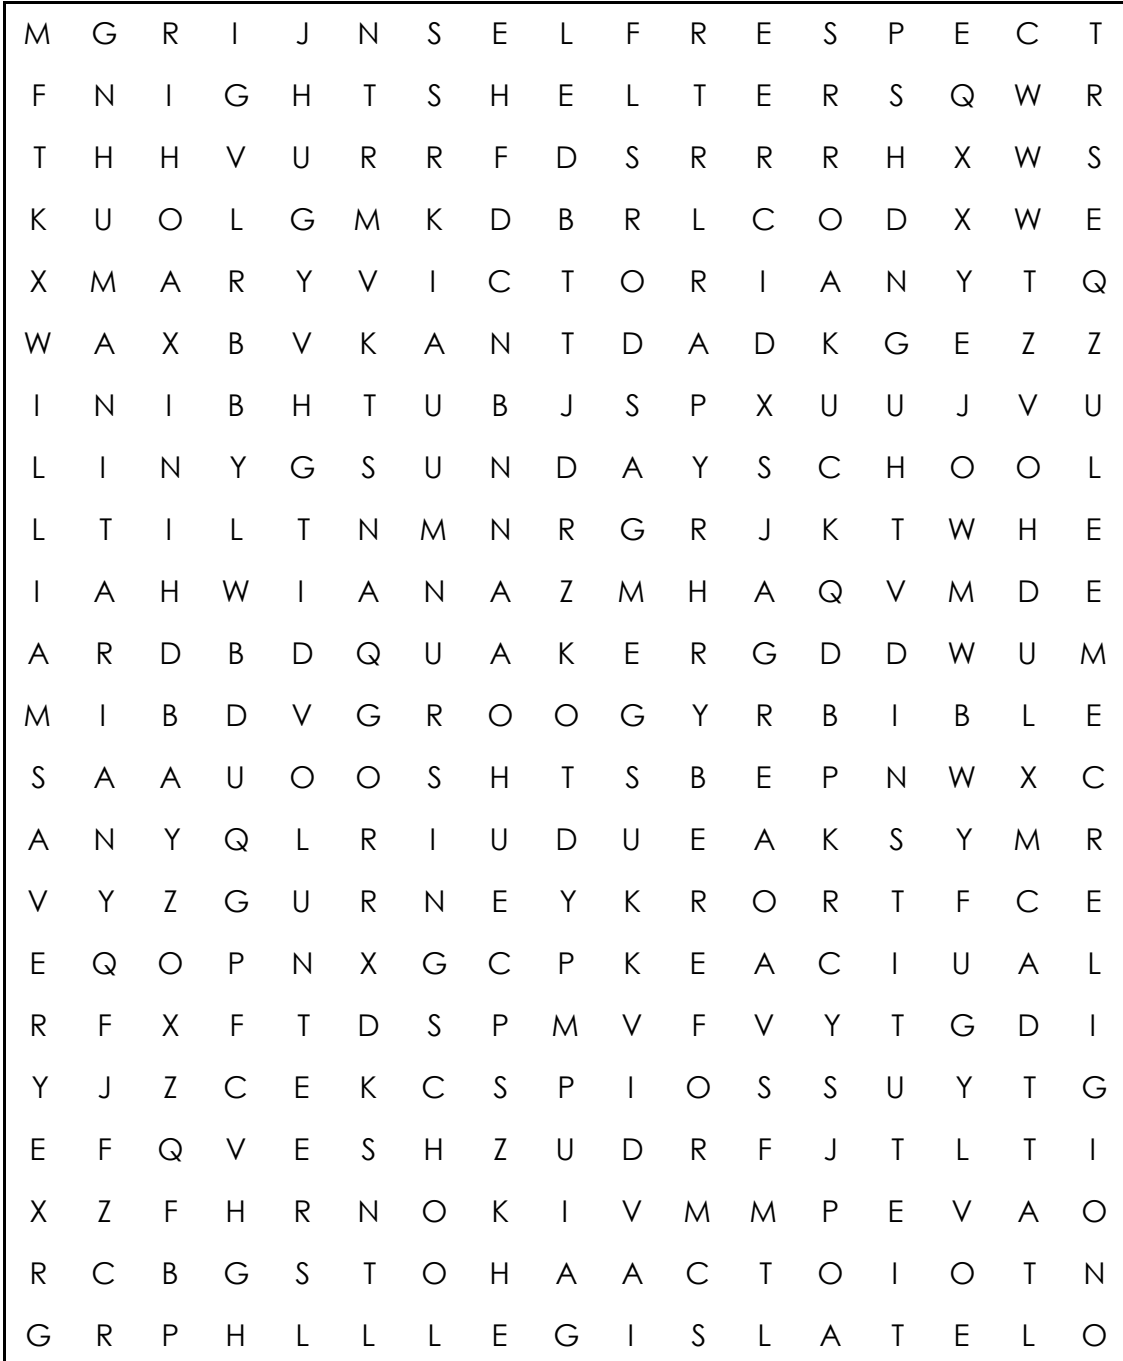 M G R I J N S E L F R E S P E C T
F N I G H T S H E L T E R S Q W R
T H H V U R R F D S R R R H X W S
K U O L G M K D B R L C O D X W E
X M A R Y V I C T O R I A N Y T Q
W A X B V K A N T D A D K G E Z Z
I N I B H T U B J S P X U U J V U
L I N Y G S U N D A Y S C H O O L
L T I L T N M N R G R J K T W H E
I A H W I A N A Z M H A Q V M D E
A R D B D Q U A K E R G D D W U M
M I B D V G R O O G Y R B I B L E
S A A U O O S H T S B E P N W X C
A N Y Q L R I U D U E A K S Y M R
V Y Z G U R N E Y K R O R T F C E
E Q O P N X G C P K E A C I U A L
R F X F T D S P M V F V Y T G D I
Y J Z C E K C S P I O S S U Y T G
E F Q V E S H Z U D R F J T L T I
X Z F H R N O K I V M M P E V A O
R C B G S T O H A A C T O I O T N
G R P H L L L E G I S L A T E L O